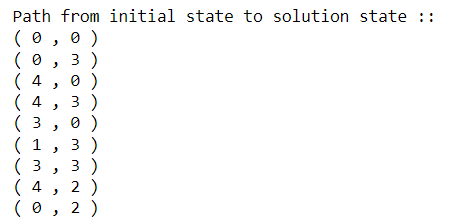 Path from initial state to solution state ::
( 0 , 0 )
( 0 , 3 )
( 4 , 0 )
( 4 , 3 )
( 3 , 0 )
( 1 , 3 )
( 3 , 3 )
( 4 , 2 )
( 0 , 2 )